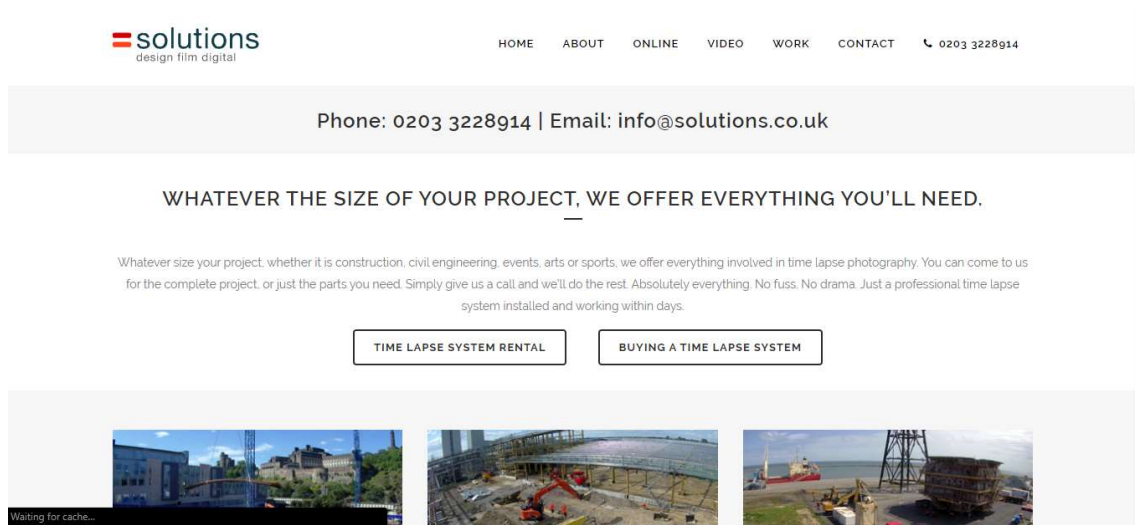 solutions
design film digital
HOME ABOUT ONLINE VIDEO WORK CONTACT 0203 3228914
Phone: 0203 3228914 | Email: info@solutions.co.uk
WHATEVER THE SIZE OF YOUR PROJECT, WE OFFER EVERYTHING YOU'LL NEED.
Whatever size your project, whether it is construction, civil engineering, events, arts or sports, we offer everything involved in time lapse photography. You can come to us
for the complete project, or just the parts you need. Simply give us a call and we'll do the rest. Absolutely everything. No fuss. No drama. Just a professional time lapse
system installed and working within days.
TIME LAPSE SYSTEM RENTAL BUYING A TIME LAPSE SYSTEM
Waiting for cache...